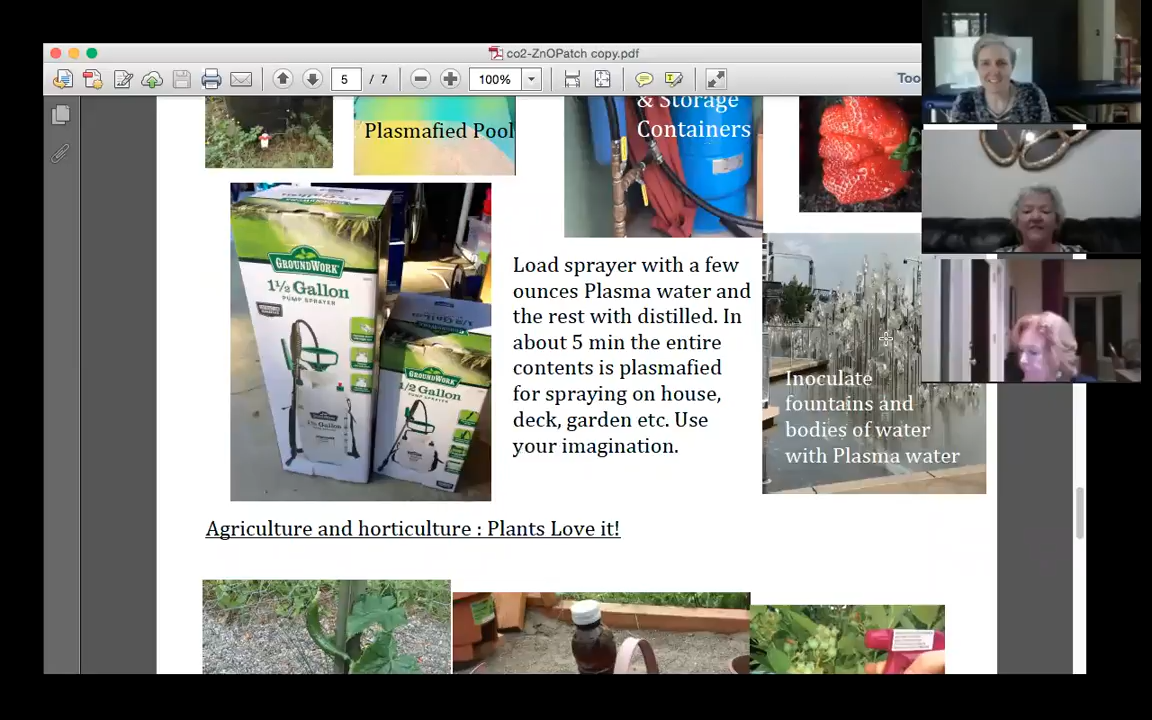 co2-ZnOPatch copy.pdf
5 / 7
100%
Too
Plasmafied Pool
& Storage
Containers
GROUNDWORK
1½ Gallon
PUMP SPRAYER
GROUNDWORK
1/2 Gallon
Load sprayer with a few
ounces Plasma water and
the rest with distilled. In
about 5 min the entire
contents is plasmafied
for spraying on house,
deck, garden etc. Use
your imagination.
Inoculate
fountains and
bodies of water
with Plasma water
Agriculture and horticulture : Plants Love it!